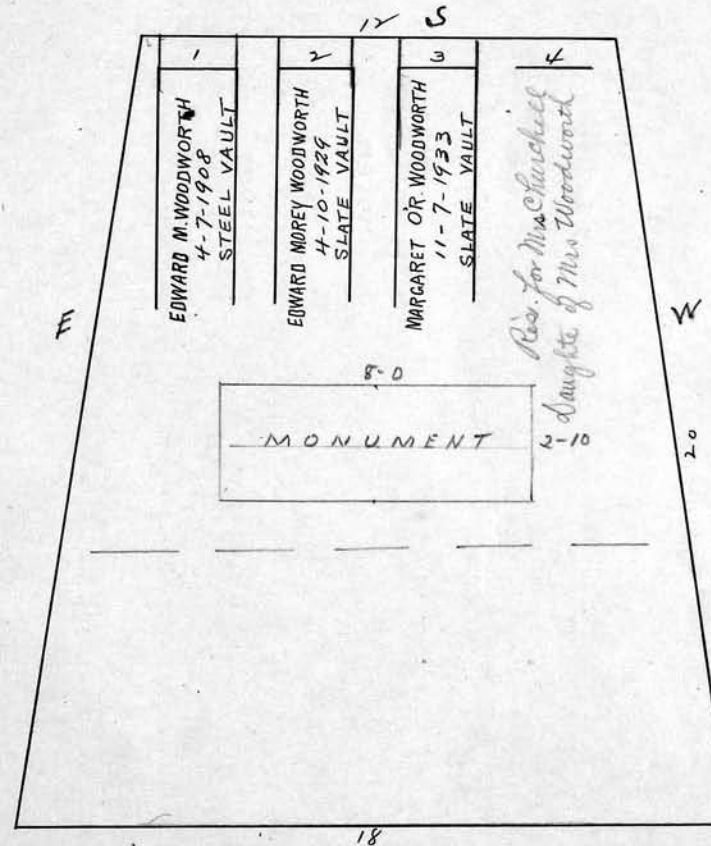 12 S
1
2
3
4
EDWARD M. WOODWORTH
4-7-1908
STEEL VAULT
EDWARD MOREY WOODWORTH
4-10-1929
SLATE VAULT
MARGARET O'R. WOODWORTH
11-7-1933
SLATE VAULT
Res. for Mrs Churchill
Daughte of Mrs Woodworth
E
W
8-0
MONUMENT
2-10
20
18